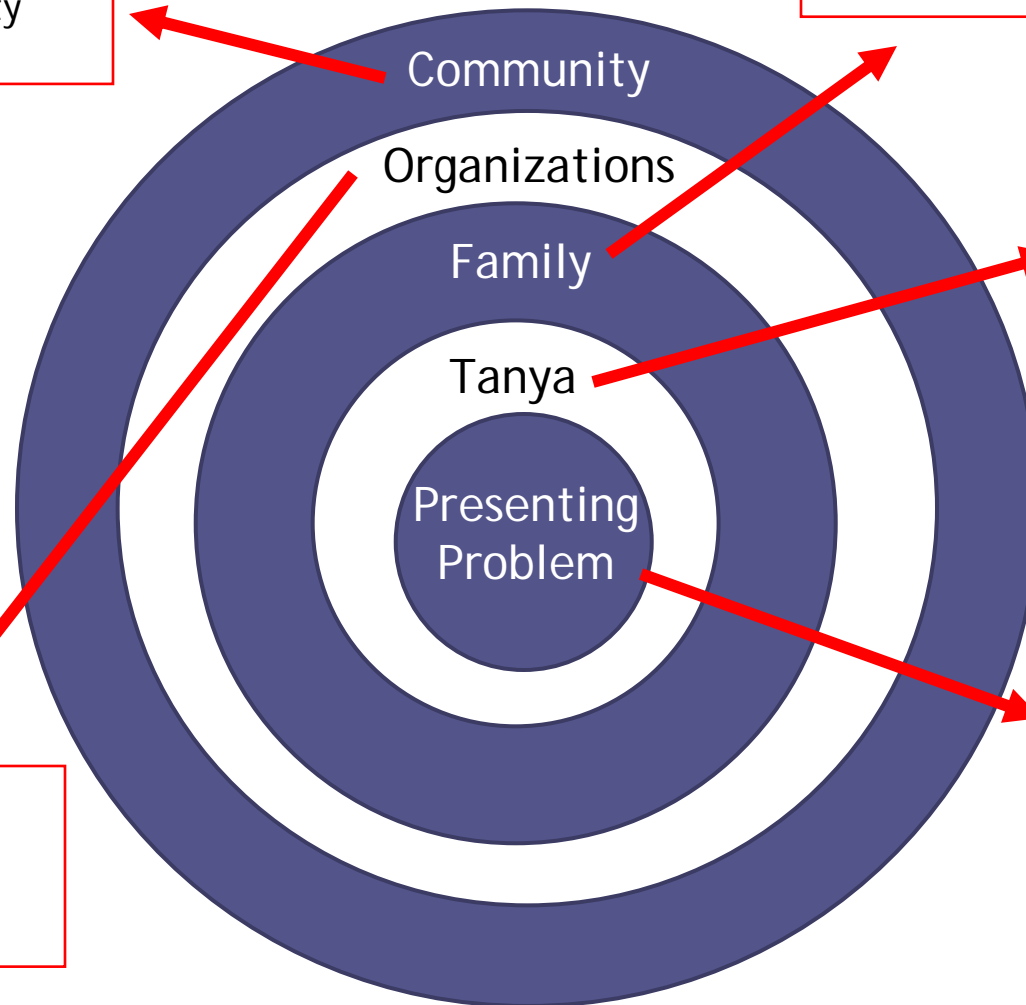 Community
Organizations
Family
Tanya
Presenting
Problem